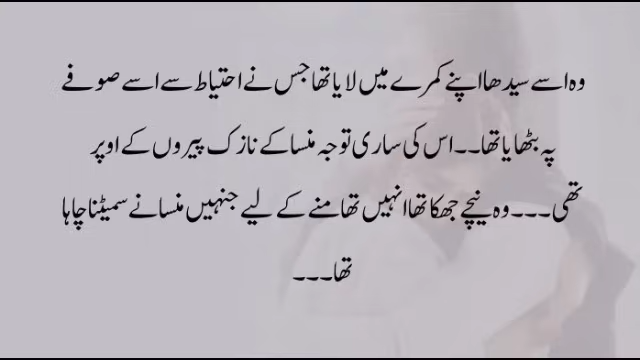 وہ اسے سیدھا اپنے کمرے میں لایا تھا جس نے احتیاط سے اسے صوفے
پہ بٹھایا تھا۔۔ اس کی ساری توجہ منسا کے نازک پیروں کے اوپر
تھی۔۔۔ وہ نیچے جھکا تھا انہیں تھامنے کے لیے جنہیں منسا نے سمیٹنا چاہا
تھا۔۔۔